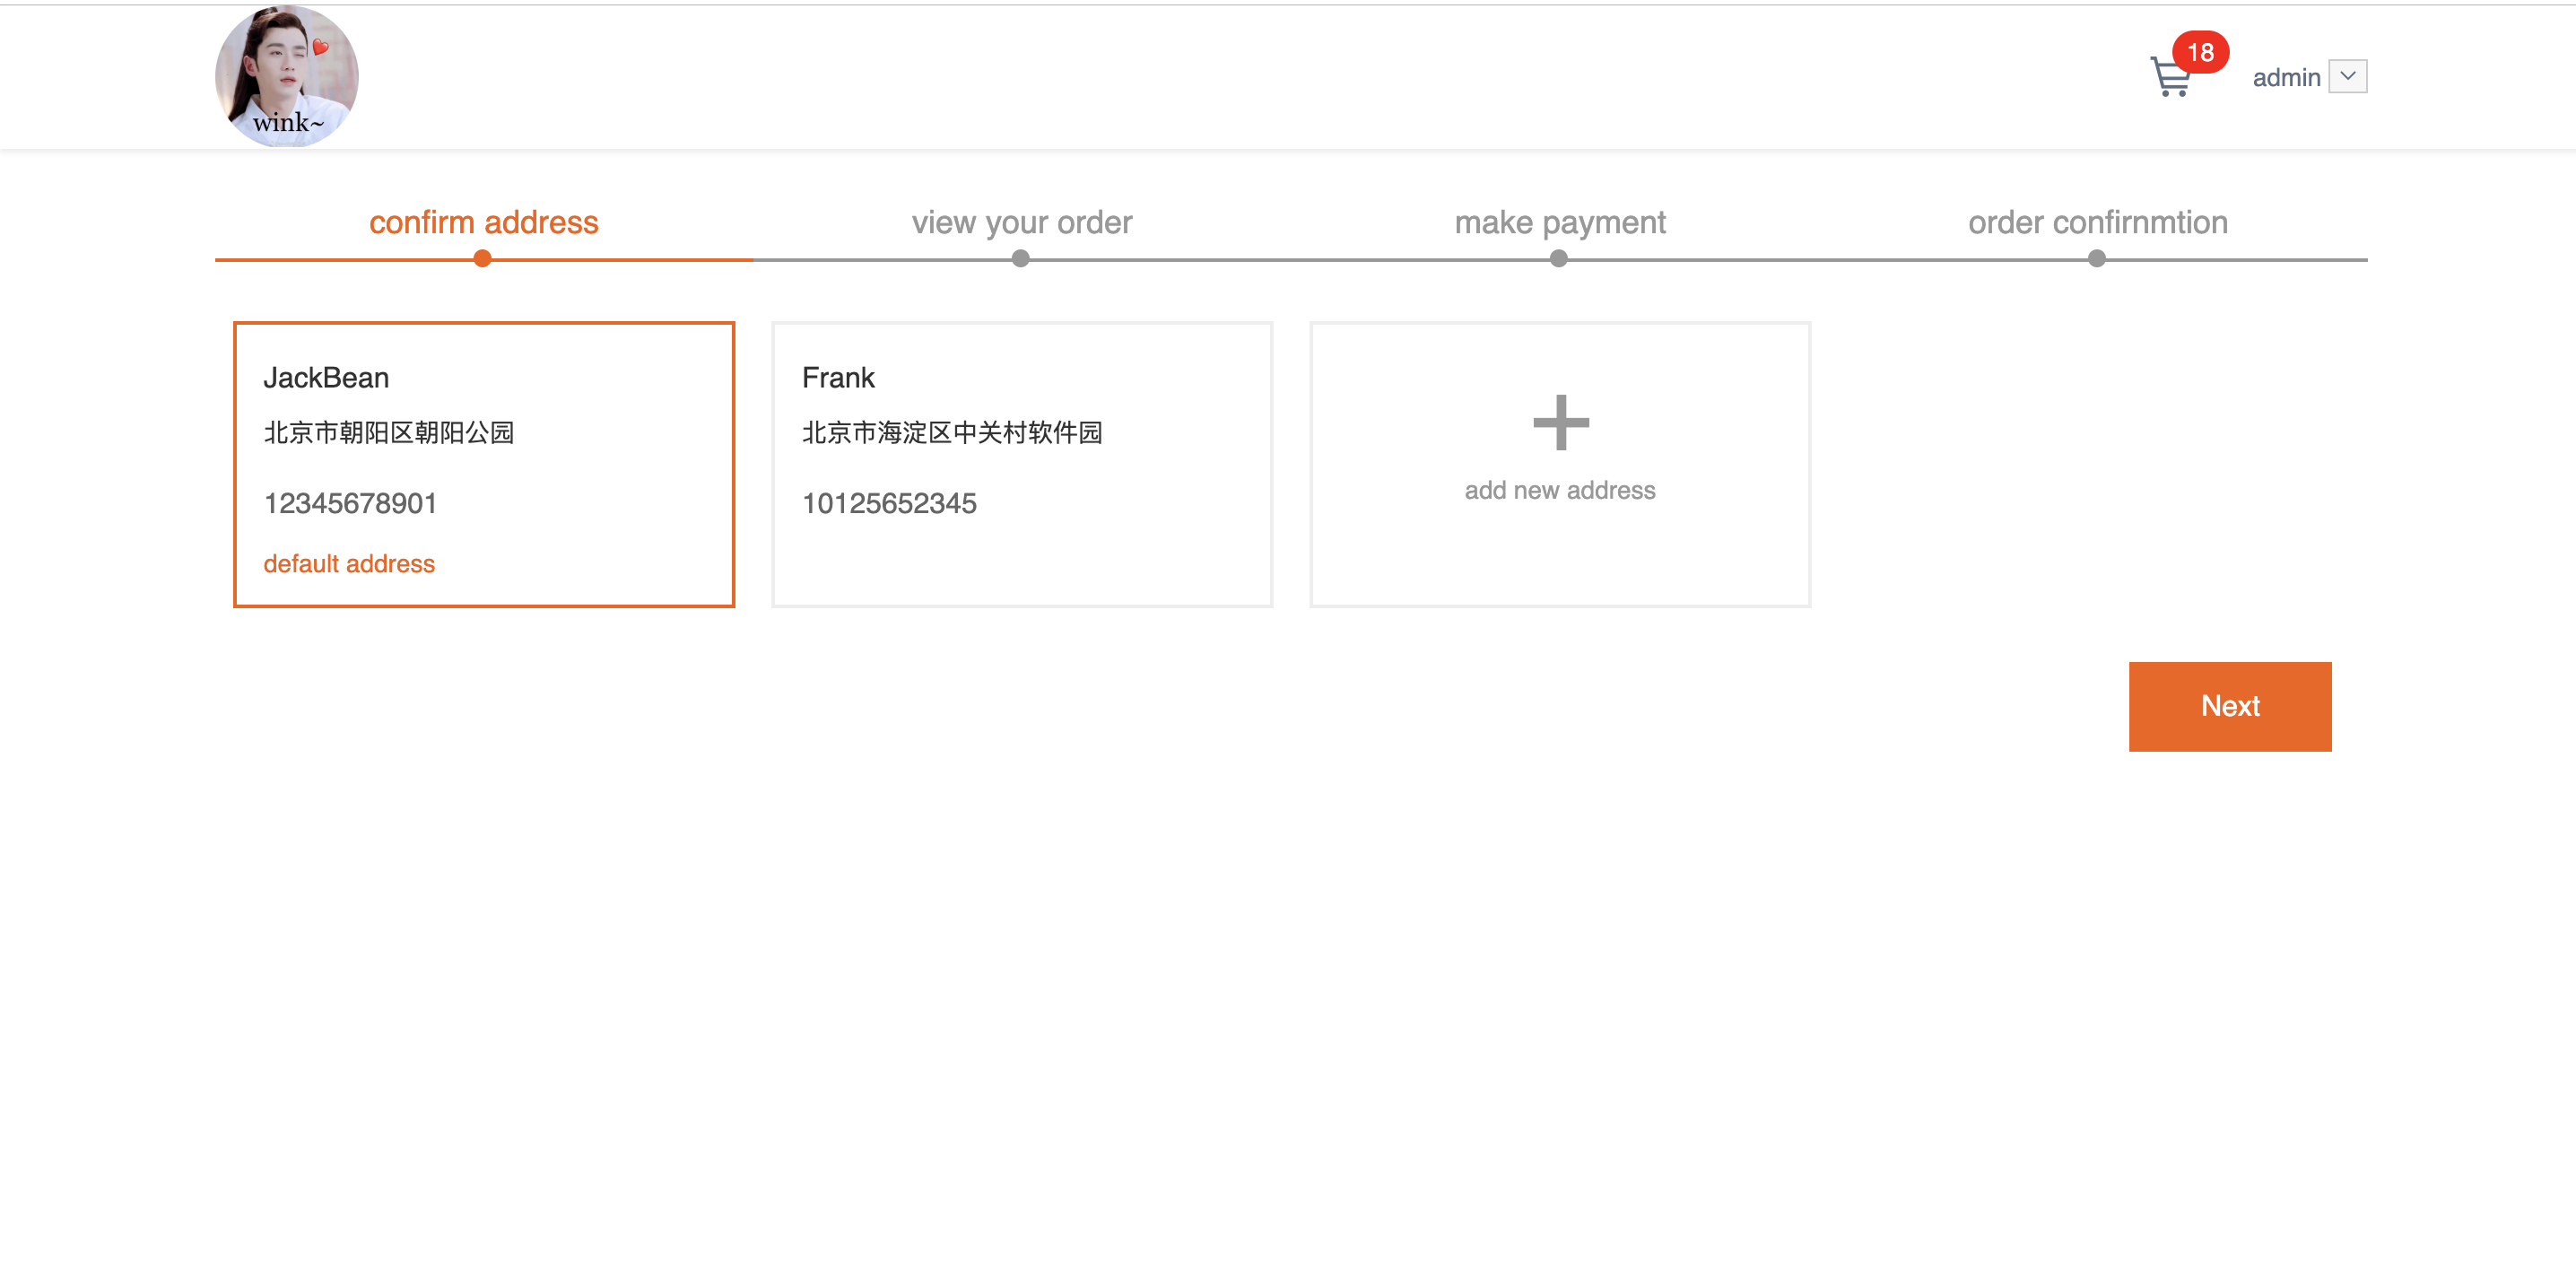 wink~
18
admin
confirm address
view your order
make payment
order confirnmtion
JackBean
北京市朝阳区朝阳公园
12345678901
default address
Frank
北京市海淀区中关村软件园
10125652345
add new address
Next